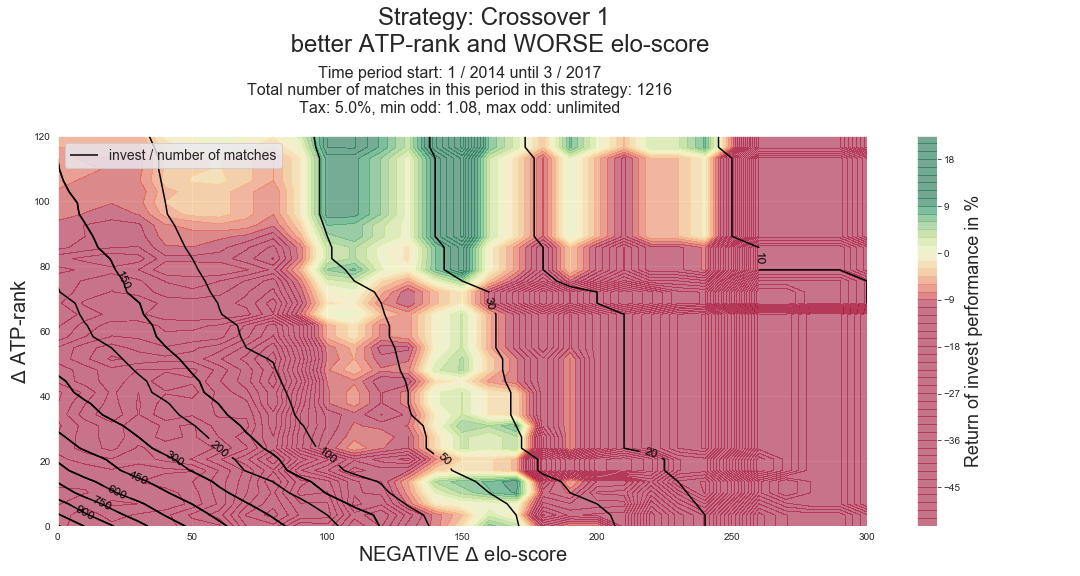 Strategy: Crossover 1
better ATP-rank and WORSE elo-score
Time period start: 1 / 2014 until 3 / 2017
Total number of matches in this period in this strategy: 1216
Tax: 5.0%, min odd: 1.08, max odd: unlimited
invest / number of matches
Δ ATP-rank
120
100
80
60
40
20
0
0 50 100 150 200 250 300
NEGATIVE Δ elo-score
150
200
300
450
600
750
900
100
50
30
20
10
18
9
0
−9
−18
−27
−36
−45
Return of invest performance in %